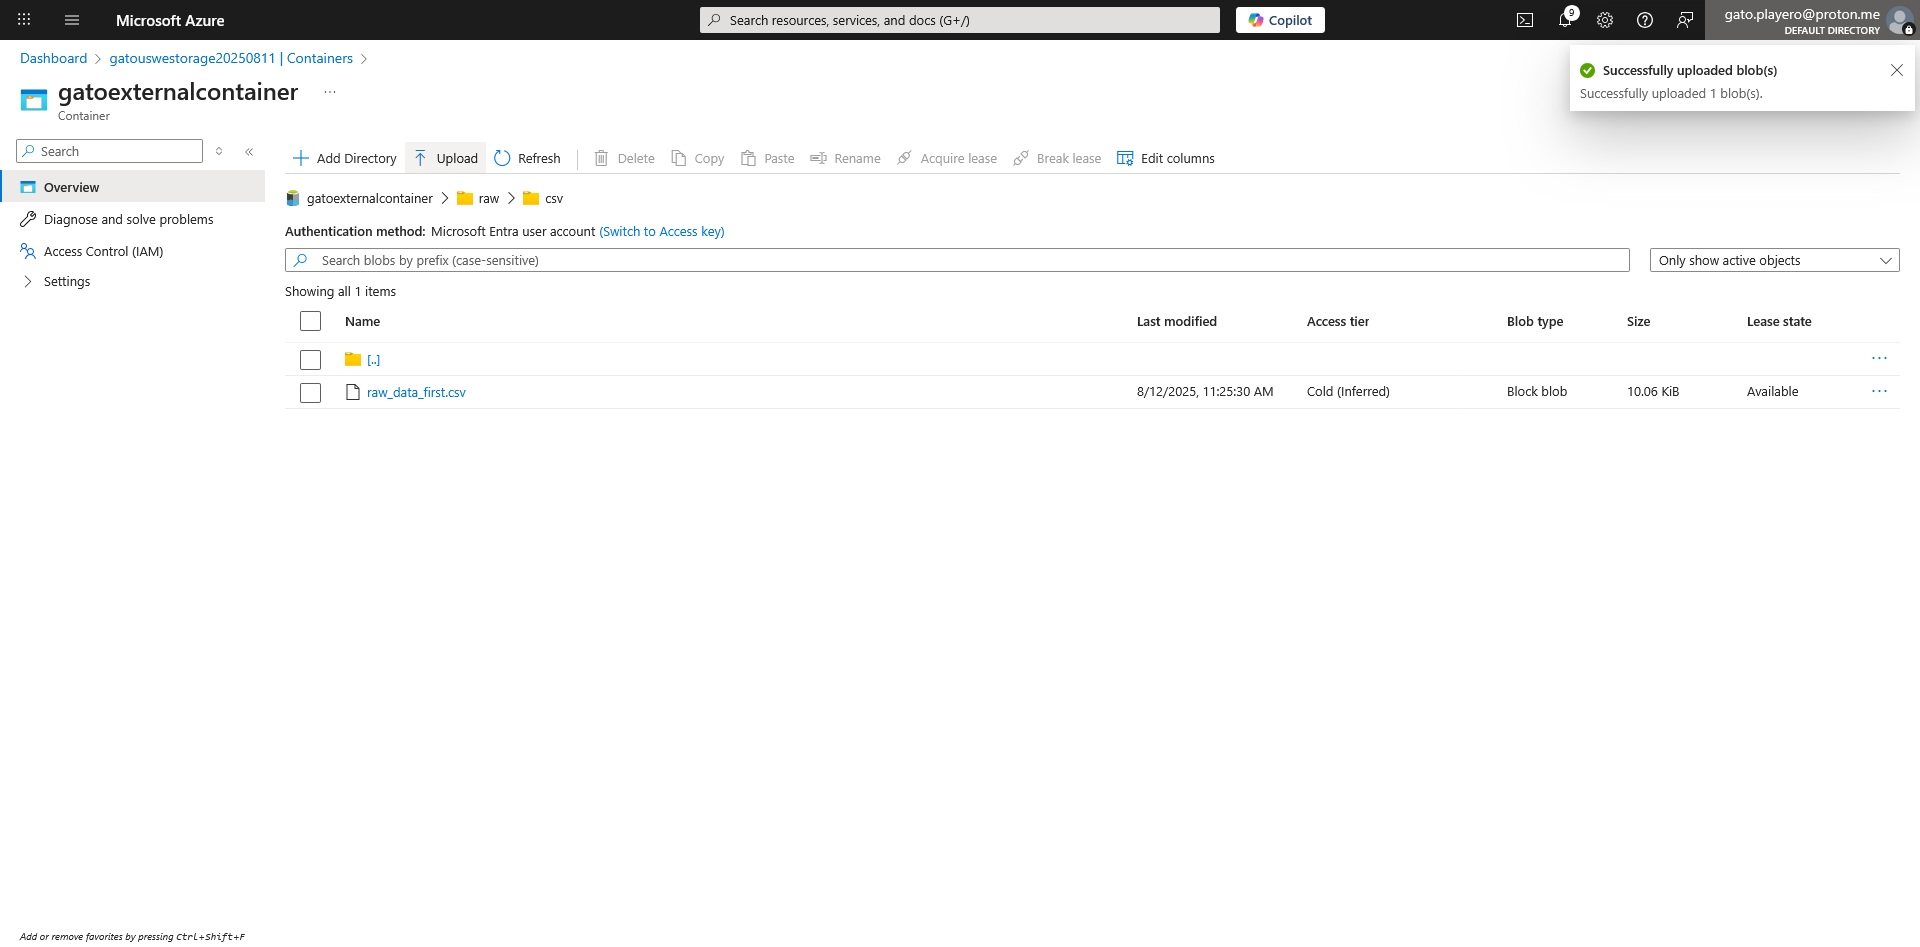 Microsoft Azure
Search resources, services, and docs (G+/)
Copilot
9
gato.playero@proton.me
DEFAULT DIRECTORY
Dashboard > gatouswestorage20250811 | Containers >
Successfully uploaded blob(s)
Successfully uploaded 1 blob(s).
gatoexternalcontainer ...
Container
Search
Add Directory Upload Refresh Delete Copy Paste Rename Acquire lease Break lease Edit columns
Overview
Diagnose and solve problems
Access Control (IAM)
Settings
gatoexternalcontainer > raw > csv
Authentication method: Microsoft Entra user account (Switch to Access key)
Search blobs by prefix (case-sensitive)
Only show active objects
Showing all 1 items
Name Last modified Access tier Blob type Size Lease state
[..] ...
raw_data_first.csv 8/12/2025, 11:25:30 AM Cold (Inferred) Block blob 10.06 KiB Available ...
Add or remove favorites by pressing Ctrl+Shift+F